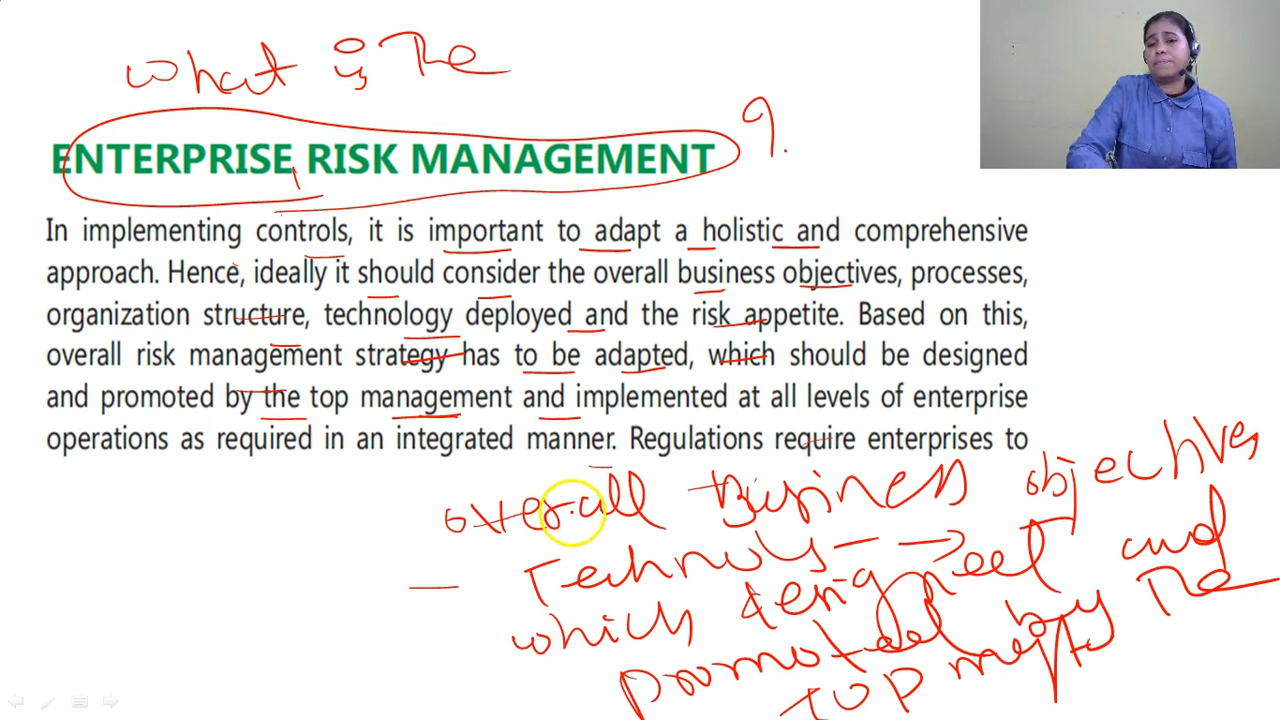 what is the
ENTERPRISE RISK MANAGEMENT ?
In implementing controls, it is important to adapt a holistic and comprehensive
approach. Hence, ideally it should consider the overall business objectives, processes,
organization structure, technology deployed and the risk appetite. Based on this,
overall risk management strategy has to be adapted, which should be designed
and promoted by the top management and implemented at all levels of enterprise
operations as required in an integrated manner. Regulations require enterprises to
overall Business objectives
Technology
which designed and
promoted by the
top